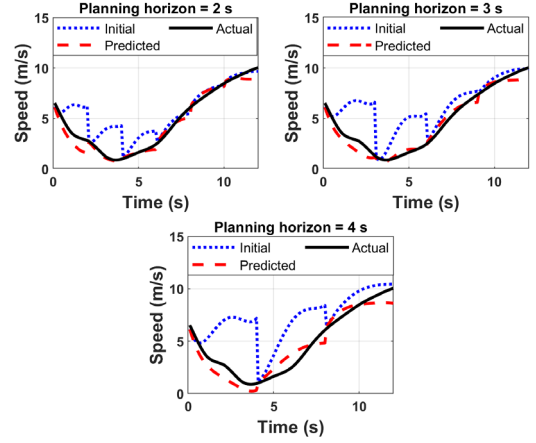 Planning horizon = 2 s
15
Initial
Actual
Predicted
10
5
0
0
5
10
Speed (m/s)
Time (s)
Planning horizon = 3 s
15
Initial
Actual
Predicted
10
5
0
0
5
10
Speed (m/s)
Time (s)
Planning horizon = 4 s
15
Initial
Actual
Predicted
10
5
0
0
5
10
Speed (m/s)
Time (s)